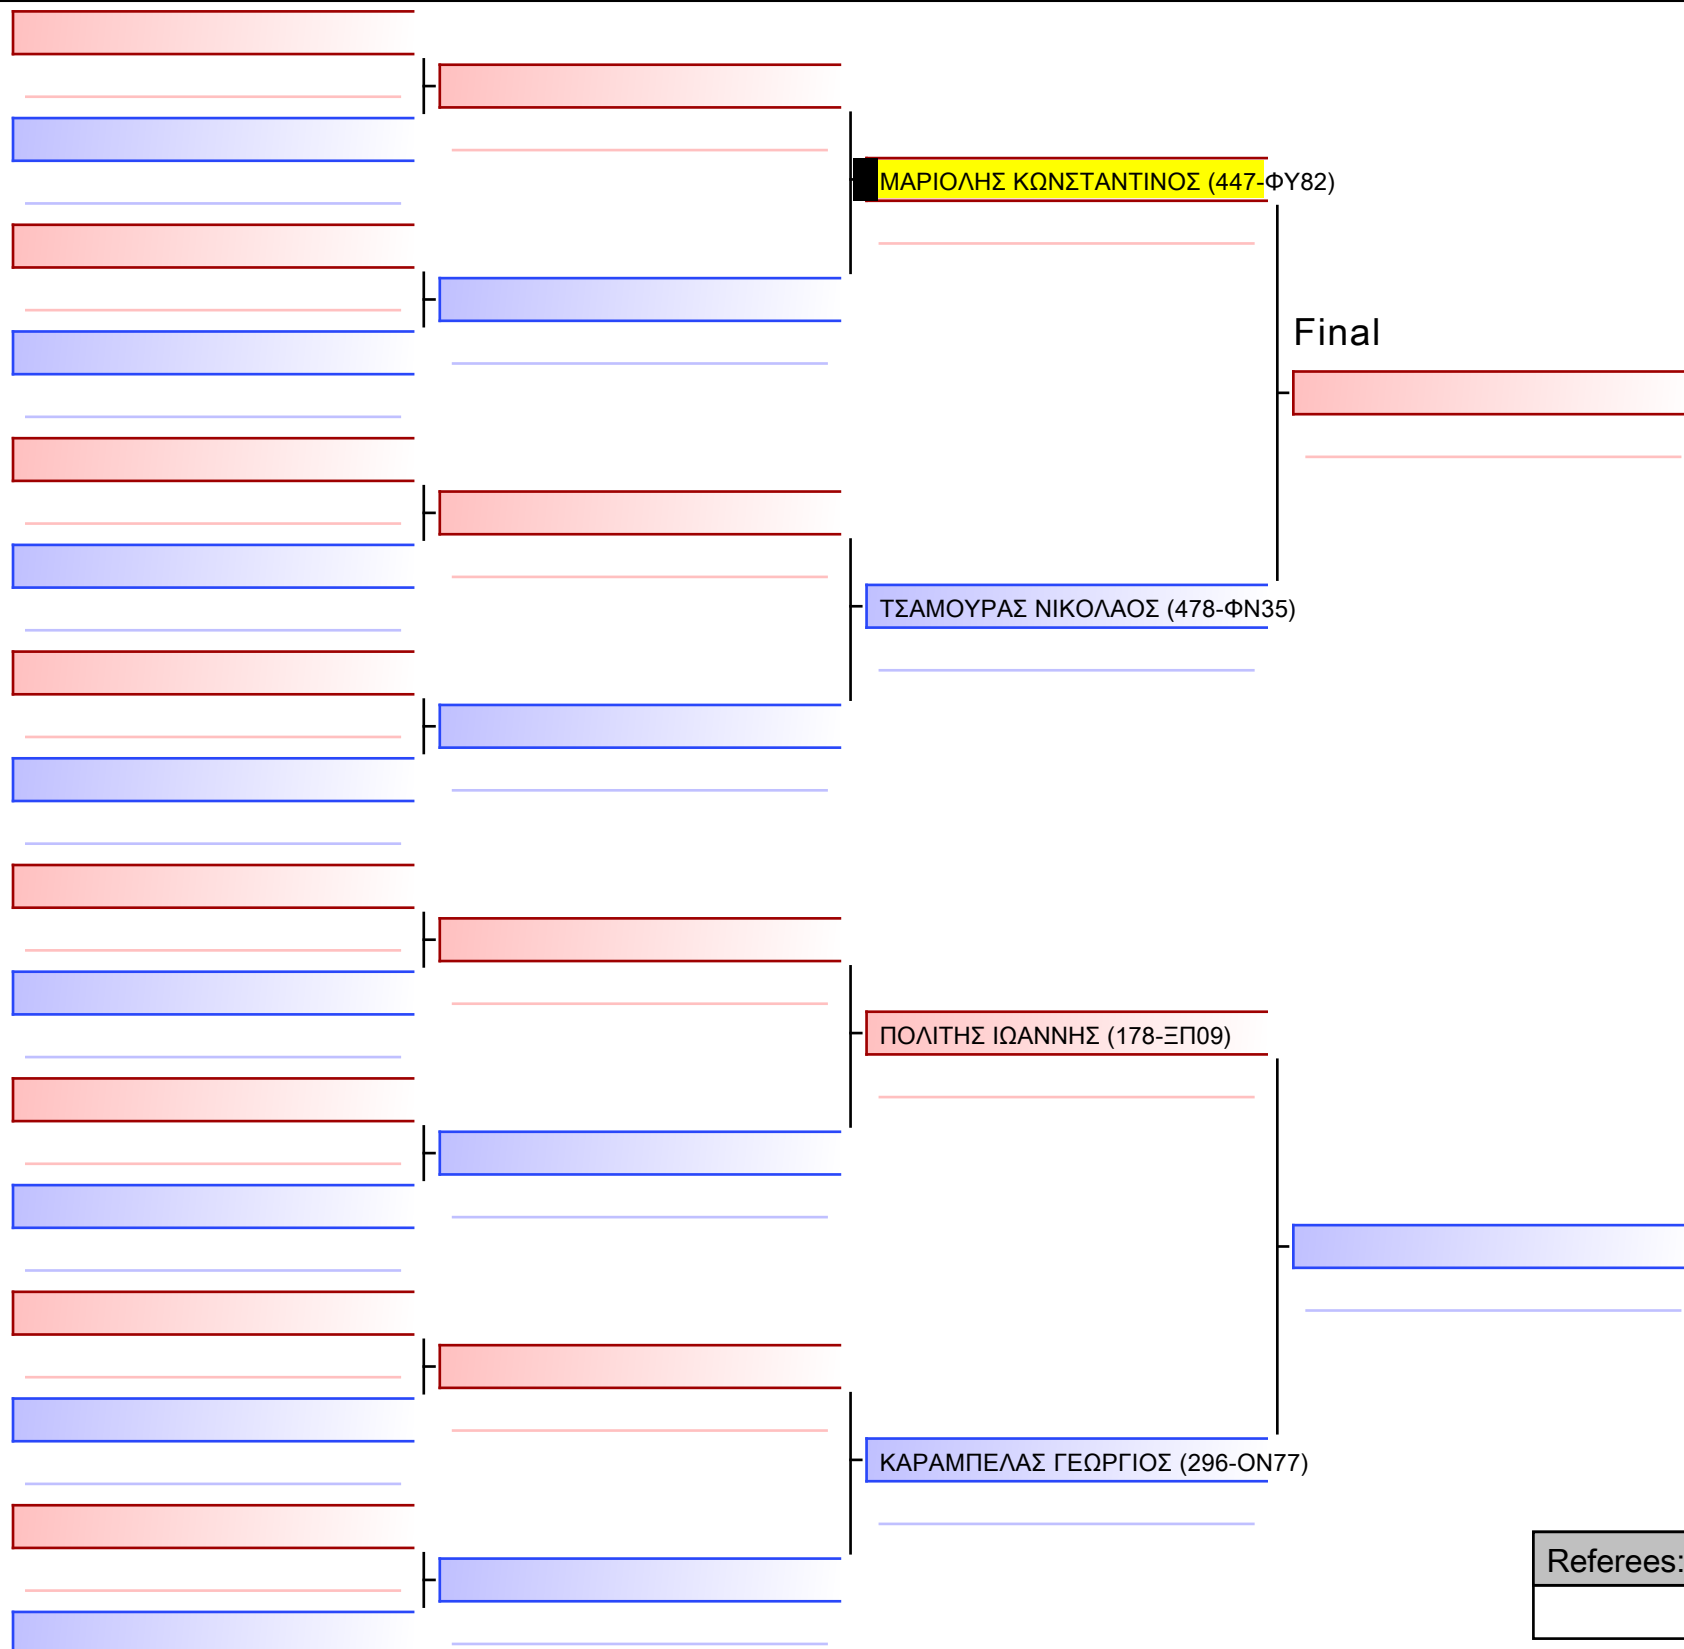 ΜΑΡΙΟΛΗΣ ΚΩΝΣΤΑΝΤΙΝΟΣ (447-ΦΥ82)
Final
ΤΣΑΜΟΥΡΑΣ ΝΙΚΟΛΑΟΣ (478-ΦΝ35)
ΠΟΛΙΤΗΣ ΙΩΑΝΝΗΣ (178-ΞΠ09)
ΚΑΡΑΜΠΕΛΑΣ ΓΕΩΡΓΙΟΣ (296-ΟΝ77)
Referees: